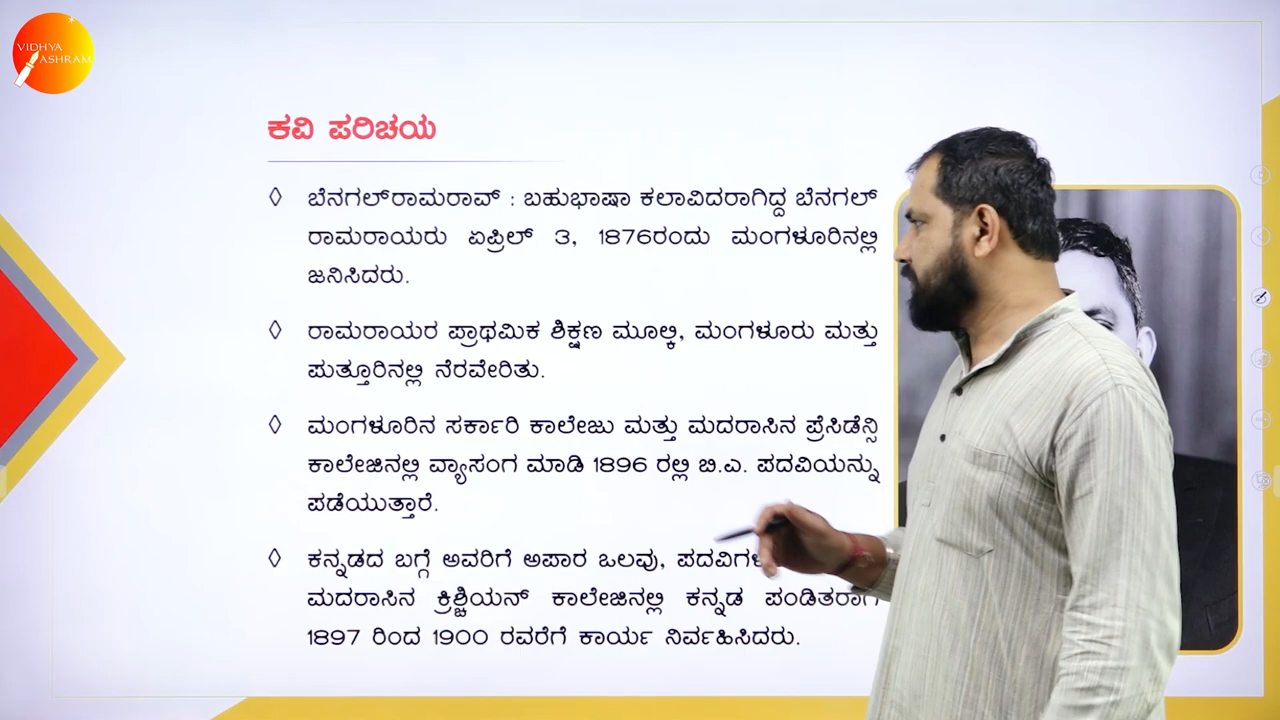 VIDHYA
ASHRAM
ಕವಿ ಪರಿಚಯ
◊ ಬೆನಗಲ್‌ರಾಮರಾವ್ : ಬಹುಭಾಷಾ ಕಲಾವಿದರಾಗಿದ್ದ ಬೆನಗಲ್
ರಾಮರಾಯರು ಏಪ್ರಿಲ್ 3, 1876ರಂದು ಮಂಗಳೂರಿನಲ್ಲಿ
ಜನಿಸಿದರು.
◊ ರಾಮರಾಯರ ಪ್ರಾಥಮಿಕ ಶಿಕ್ಷಣ ಮೂಲ್ಕಿ, ಮಂಗಳೂರು ಮತ್ತು
ಪುತ್ತೂರಿನಲ್ಲಿ ನೆರವೇರಿತು.
◊ ಮಂಗಳೂರಿನ ಸರ್ಕಾರಿ ಕಾಲೇಜು ಮತ್ತು ಮದರಾಸಿನ ಪ್ರೆಸಿಡೆನ್ಸಿ
ಕಾಲೇಜಿನಲ್ಲಿ ವ್ಯಾಸಂಗ ಮಾಡಿ 1896 ರಲ್ಲಿ ಬಿ.ಎ. ಪದವಿಯನ್ನು
ಪಡೆಯುತ್ತಾರೆ.
◊ ಕನ್ನಡದ ಬಗ್ಗೆ ಅವರಿಗೆ ಅಪಾರ ಒಲವು,
ಮದರಾಸಿನ ಕ್ರಿಶ್ಚಿಯನ್ ಕಾಲೇಜಿನಲ್ಲಿ ಕನ್ನಡ ಪಂಡಿತರಾಗಿ
1897 ರಿಂದ 1900 ರವರೆಗೆ ಕಾರ್ಯ ನಿರ್ವಹಿಸಿದರು.